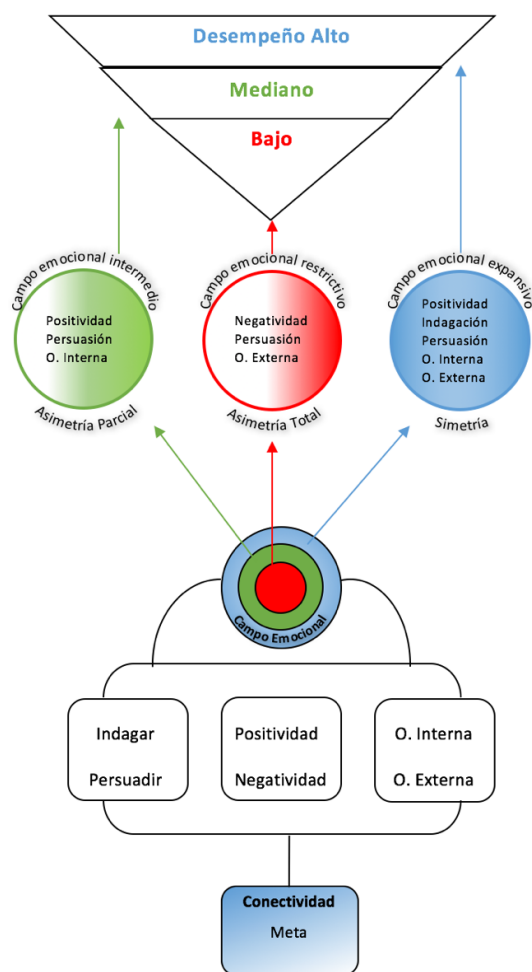 Desempeño Alto
Mediano
Bajo
Campo emocional intermedio
Positividad
Persuasión
O. Interna
Asimetría Parcial
Campo emocional restrictivo
Negatividad
Persuasión
O. Externa
Asimetría Total
Campo emocional expansivo
Positividad
Indagación
Persuasión
O. Interna
O. Externa
Simetría
Campo Emocional
Indagar
Persuadir
Positividad
Negatividad
O. Interna
O. Externa
Conectividad
Meta